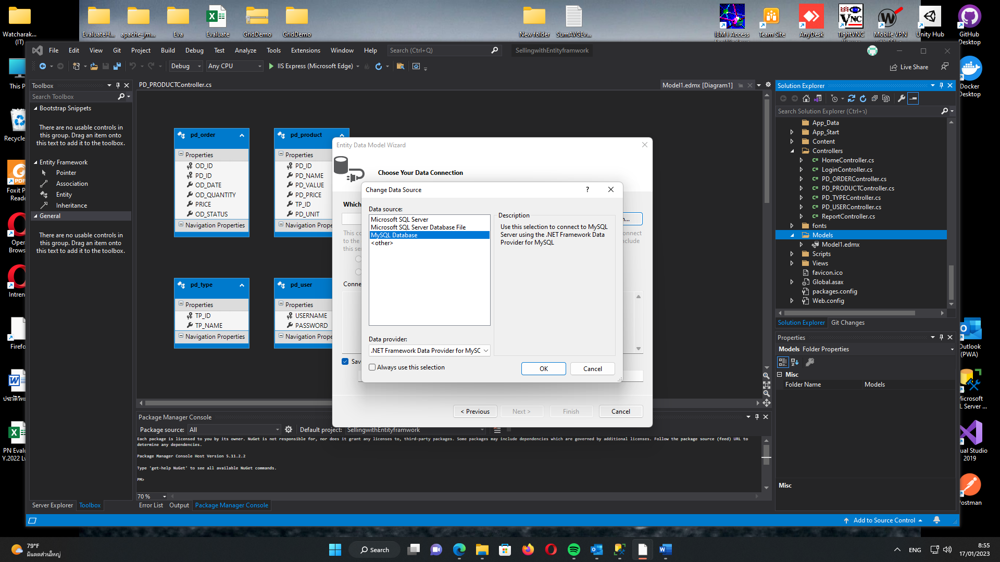 Watcharak...
(IT)
EvaluateH...
apache-jm...
Eva
Evaluate
GridDemo
GridDemo
New folder
SumAVGEv...
IBM i Access
Team Site
AnyDesk
TightVNC
Mobile VPN
Unity Hub
GitHub
Desktop
File
Edit
View
Git
Project
Build
Debug
Test
Analyze
Tools
Extensions
Window
Help
Search (Ctrl+Q)
SellingwithEntityframwork
Debug
Any CPU
IIS Express (Microsoft Edge)
Live Share
This P
Recycle
Foxit P
Reade
Oper
Brows
Intren
Firefo
ประวัติวิท
PN Evalu
Y.2022 Lv
Docker
Desktop
Outlook
(PWA)
Microsoft
L Server ...
ual Studio
2019
Postman
Toolbox
Search Toolbox
Bootstrap Snippets
There are no usable controls in
this group. Drag an item onto
this text to add it to the toolbox.
Entity Framework
Pointer
Association
Entity
Inheritance
General
There are no usable controls in
this group. Drag an item onto
this text to add it to the toolbox.
Server Explorer
Toolbox
PD_PRODUCTController.cs
Model1.edmx [Diagram1]
pd_order
Properties
OD_ID
PD_ID
OD_DATE
OD_QUANTITY
PRICE
OD_STATUS
Navigation Properties
pd_product
Properties
PD_ID
PD_NAME
PD_VALUE
PD_PRICE
TP_ID
PD_UNIT
Navigation Prope
pd_type
Properties
TP_ID
TP_NAME
Navigation Properties
pd_user
Properties
USERNAME
PASSWORD
Navigation Prope
Entity Data Model Wizard
Choose Your Data Connection
Which
n...
This co
to the
this se
onnect
nclude
Conne
Sav
< Previous
Next >
Finish
Cancel
Change Data Source
?
Data source:
Microsoft SQL Server
Microsoft SQL Server Database File
MySQL Database
<other>
Description
Use this selection to connect to MySQL
Server using the .NET Framework Data
Provider for MySQL
Data provider:
.NET Framework Data Provider for MySC
Always use this selection
OK
Cancel
Package Manager Console
Package source:
All
Default project:
SellingwithEntityframwork
Each package is licensed to you by its owner. NuGet is not responsible for, nor does it grant any licenses to, third-party packages. Some packages may include dependencies which are governed by additional licenses. Follow the package source (feed) URL to
determine any dependencies.
Package Manager Console Host Version 5.11.2.2
Type 'get-help NuGet' to see all available NuGet commands.
PM>
70 %
Error List
Output
Package Manager Console
Solution Explorer
Search Solution Explorer (Ctrl+ว)
App_Data
App_Start
Content
Controllers
C# HomeController.cs
C# LoginController.cs
C# PD_ORDERController.cs
C# PD_PRODUCTController.cs
C# PD_TYPEController.cs
C# PD_USERController.cs
C# ReportController.cs
fonts
Models
Model1.edmx
Scripts
Views
favicon.ico
Global.asax
packages.config
Web.config
Solution Explorer
Git Changes
Properties
Models Folder Properties
Misc
Folder Name
Models
Misc
Add to Source Control
79°F
มีแดดส่วนใหญ่
Search
ENG
8:55
17/01/2023